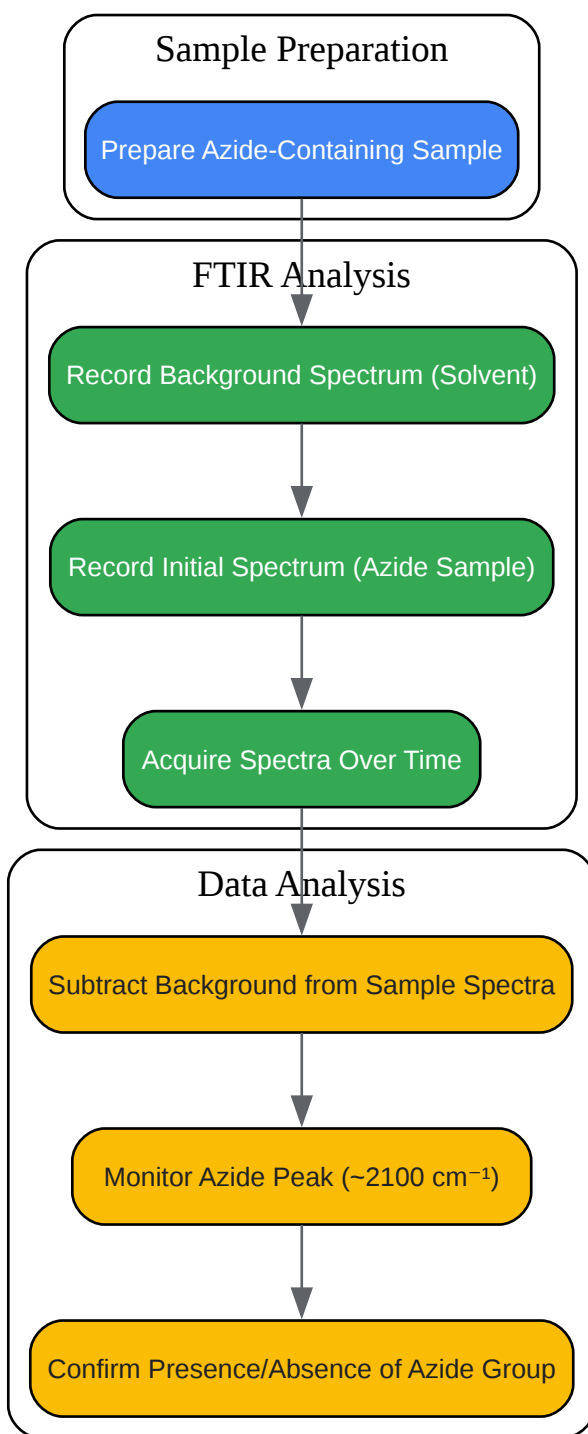 Sample Preparation
Prepare Azide-Containing Sample
FTIR Analysis
Record Background Spectrum (Solvent)
Record Initial Spectrum (Azide Sample)
Acquire Spectra Over Time
Data Analysis
Subtract Background from Sample Spectra
Monitor Azide Peak (~2100 cm⁻¹)
Confirm Presence/Absence of Azide Group